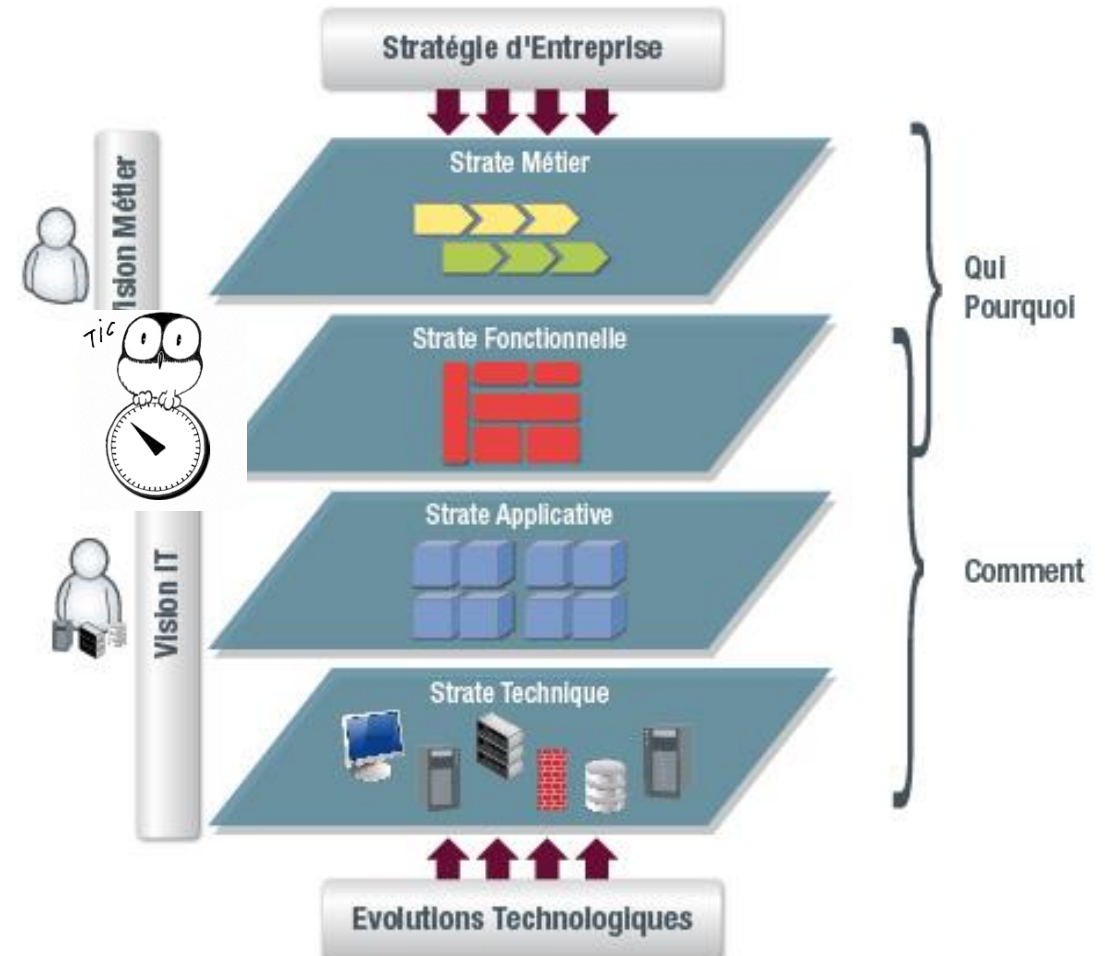 Stratégie d'Entreprise
Strate Métier
Vision Métier
Qui
Pourquoi
Tic
Strate Fonctionnelle
Strate Applicative
Vision IT
Comment
Strate Technique
Evolutions Technologiques